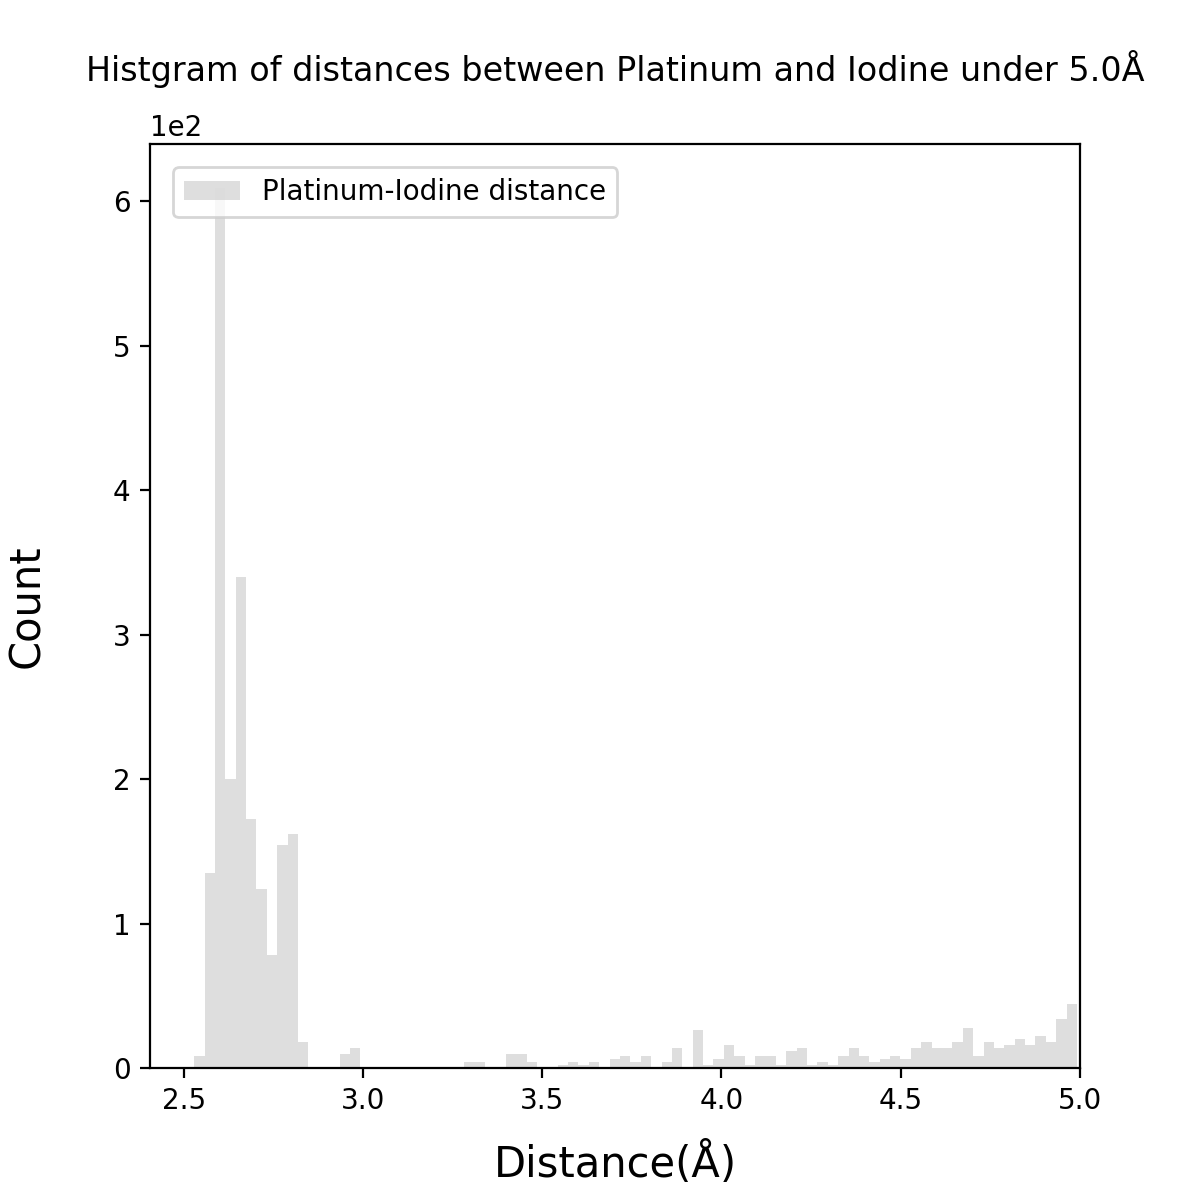 Histgram of distances between Platinum and Iodine under 5.0Å
1e2
Platinum-Iodine distance
6
5
4
3
2
1
0
Count
2.5 3.0 3.5 4.0 4.5 5.0
Distance(Å)